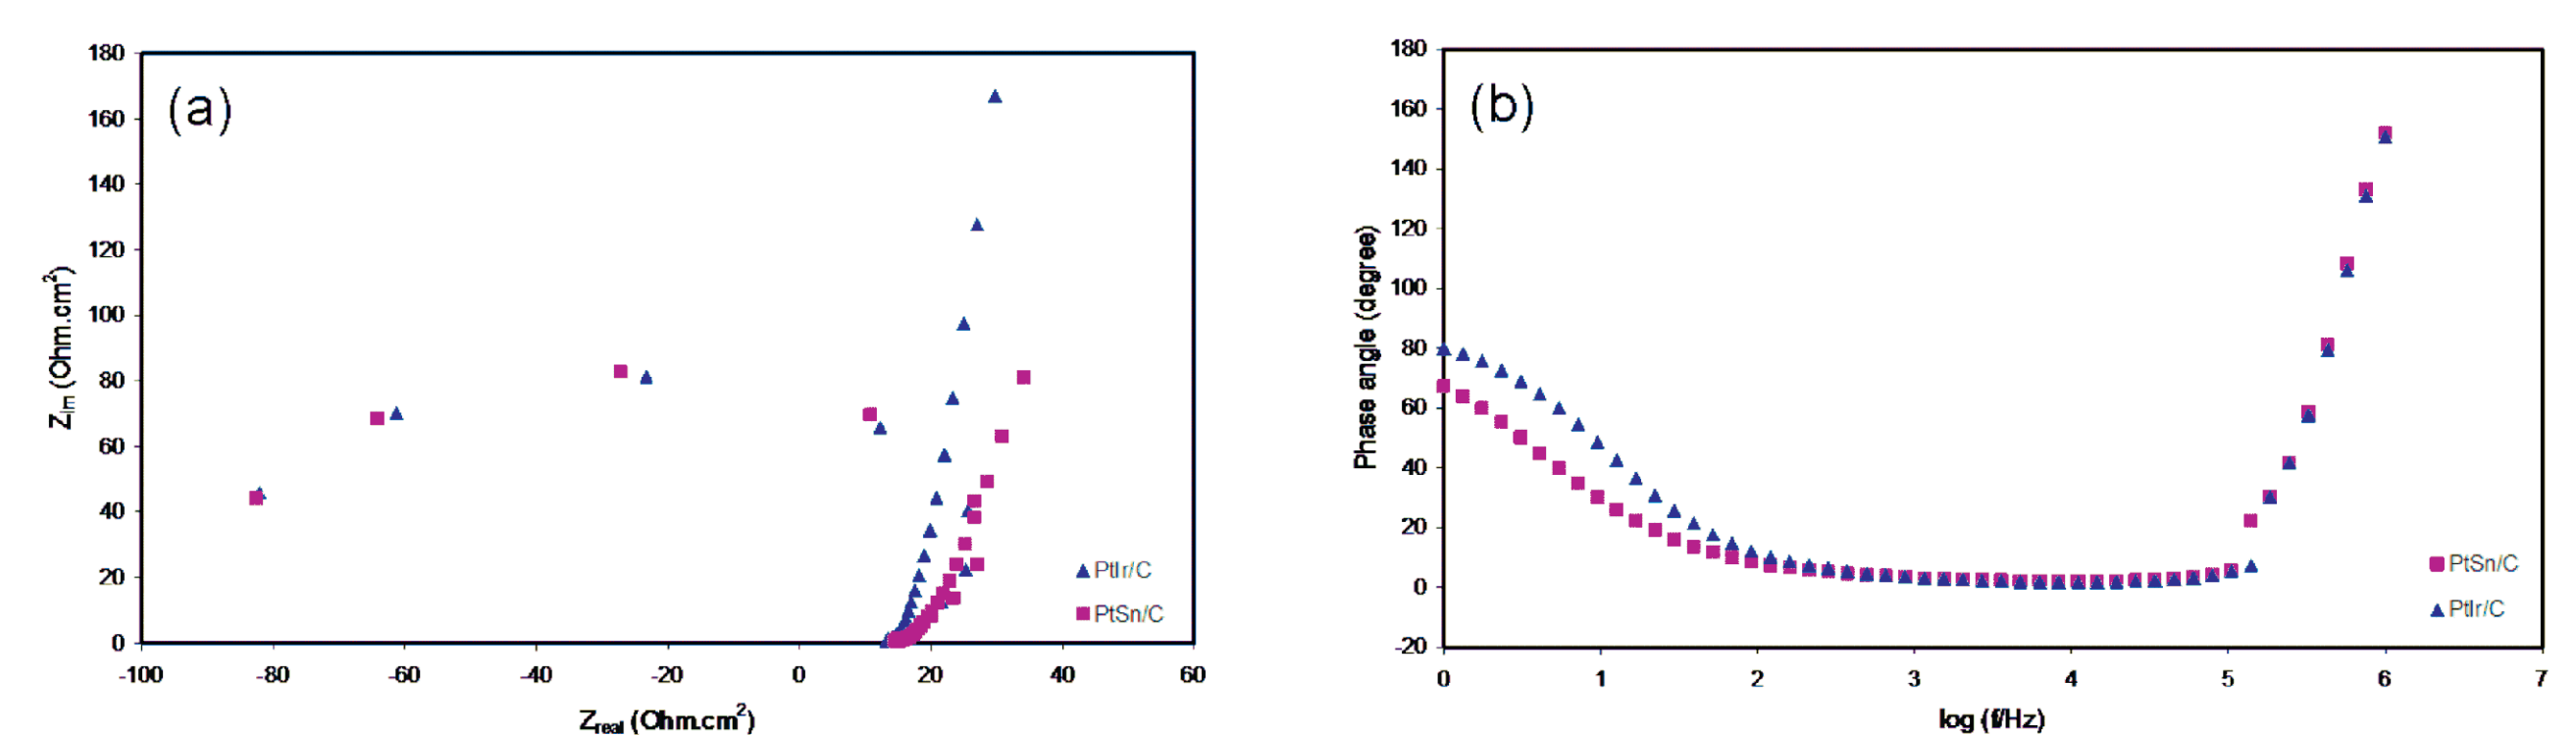 (a)
180
160
140
120
100
80
60
40
20
0
-100 -80 -60 -40 -20 0 20 40 60
Zim (Ohm.cm2)
Zreal (Ohm.cm2)
PtIr/C
PtSn/C
(b)
180
160
140
120
100
80
60
40
20
0
-20
0 1 2 3 4 5 6 7
Phase angle (degree)
log (f/Hz)
PtSn/C
PtIr/C